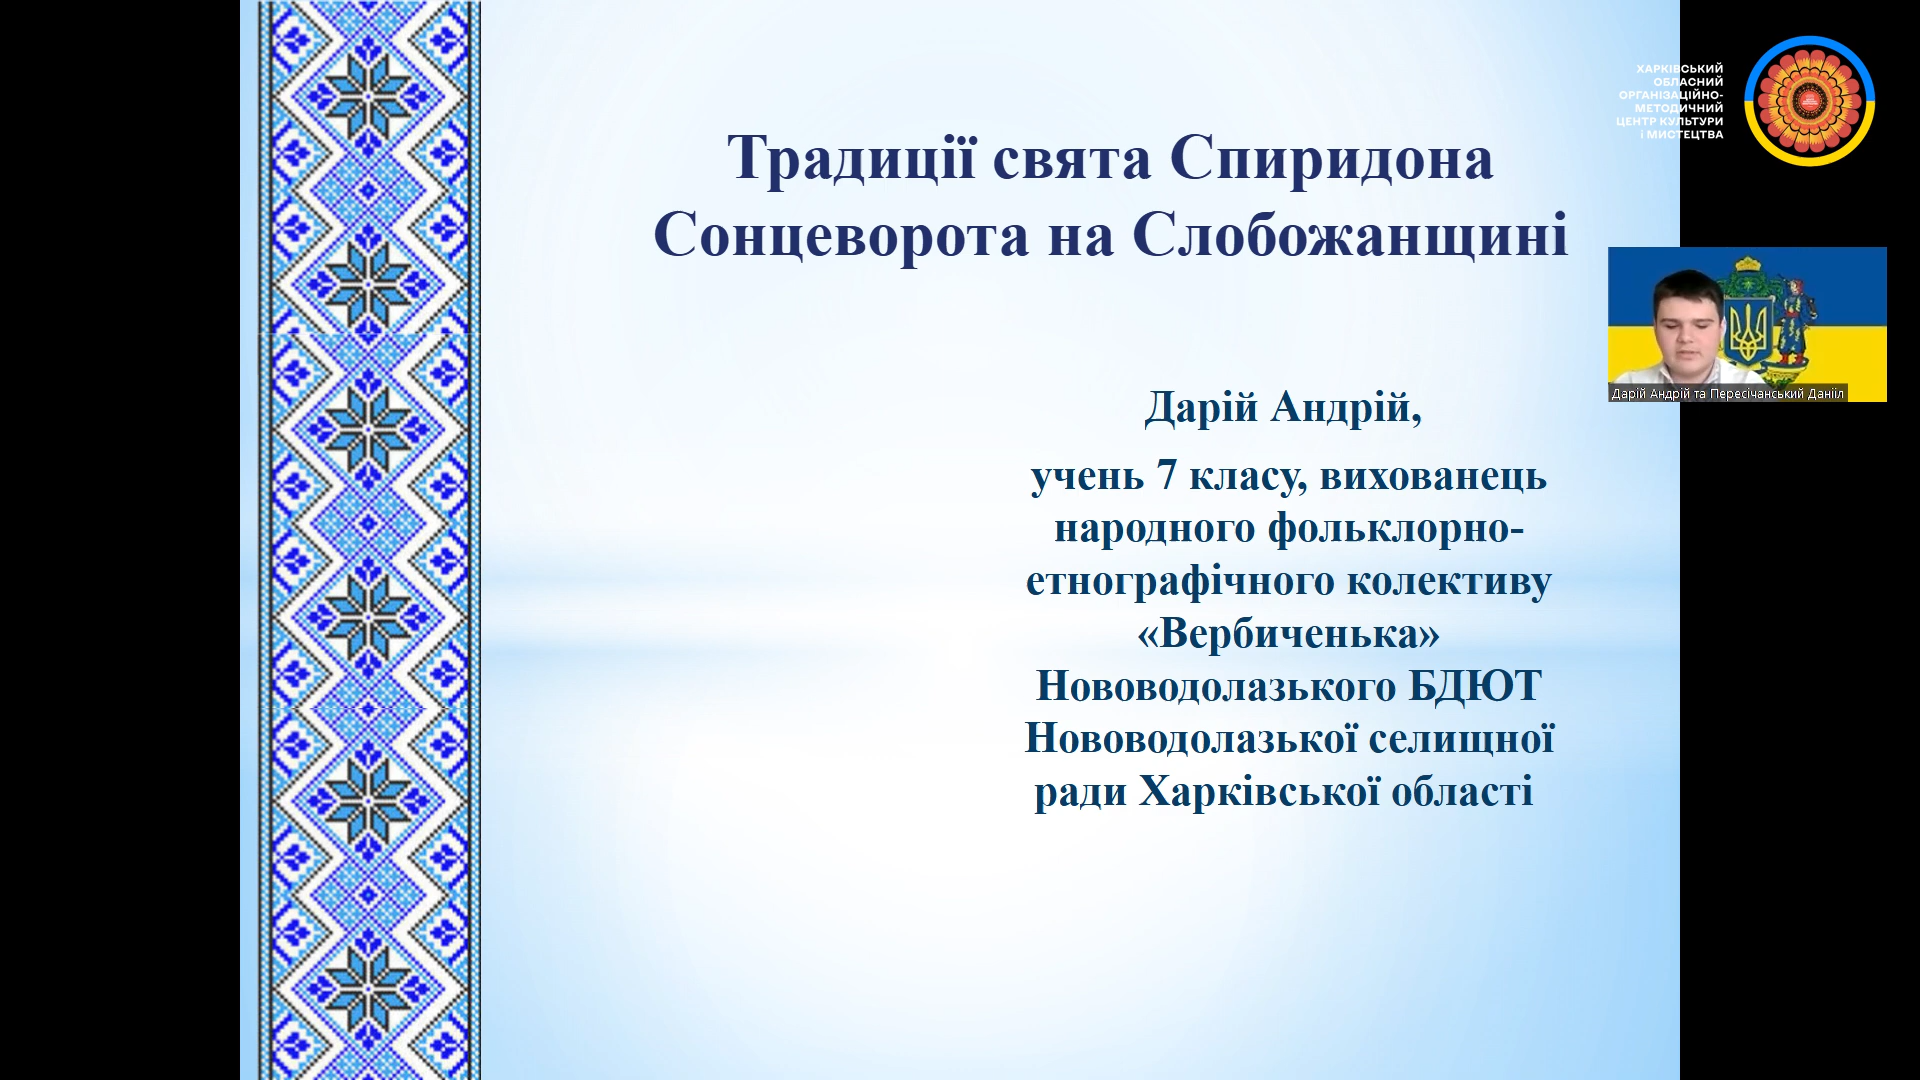 Традиції свята Спиридона
Сонцеворота на Слобожанщині
Дарій Андрій,
учень 7 класу, вихованець
народного фольклорно-
етнографічного колективу
«Вербиченька»
Нововодолазького БДЮТ
Нововодолазької селищної
ради Харківської області
ХАРКІВСЬКИЙ
ОБЛАСНИЙ
ОРГАНІЗАЦІЙНО-
МЕТОДИЧНИЙ
ЦЕНТР КУЛЬТУРИ
і МИСТЕЦТВА
Дарій Андрій та Пересічанський Данііл